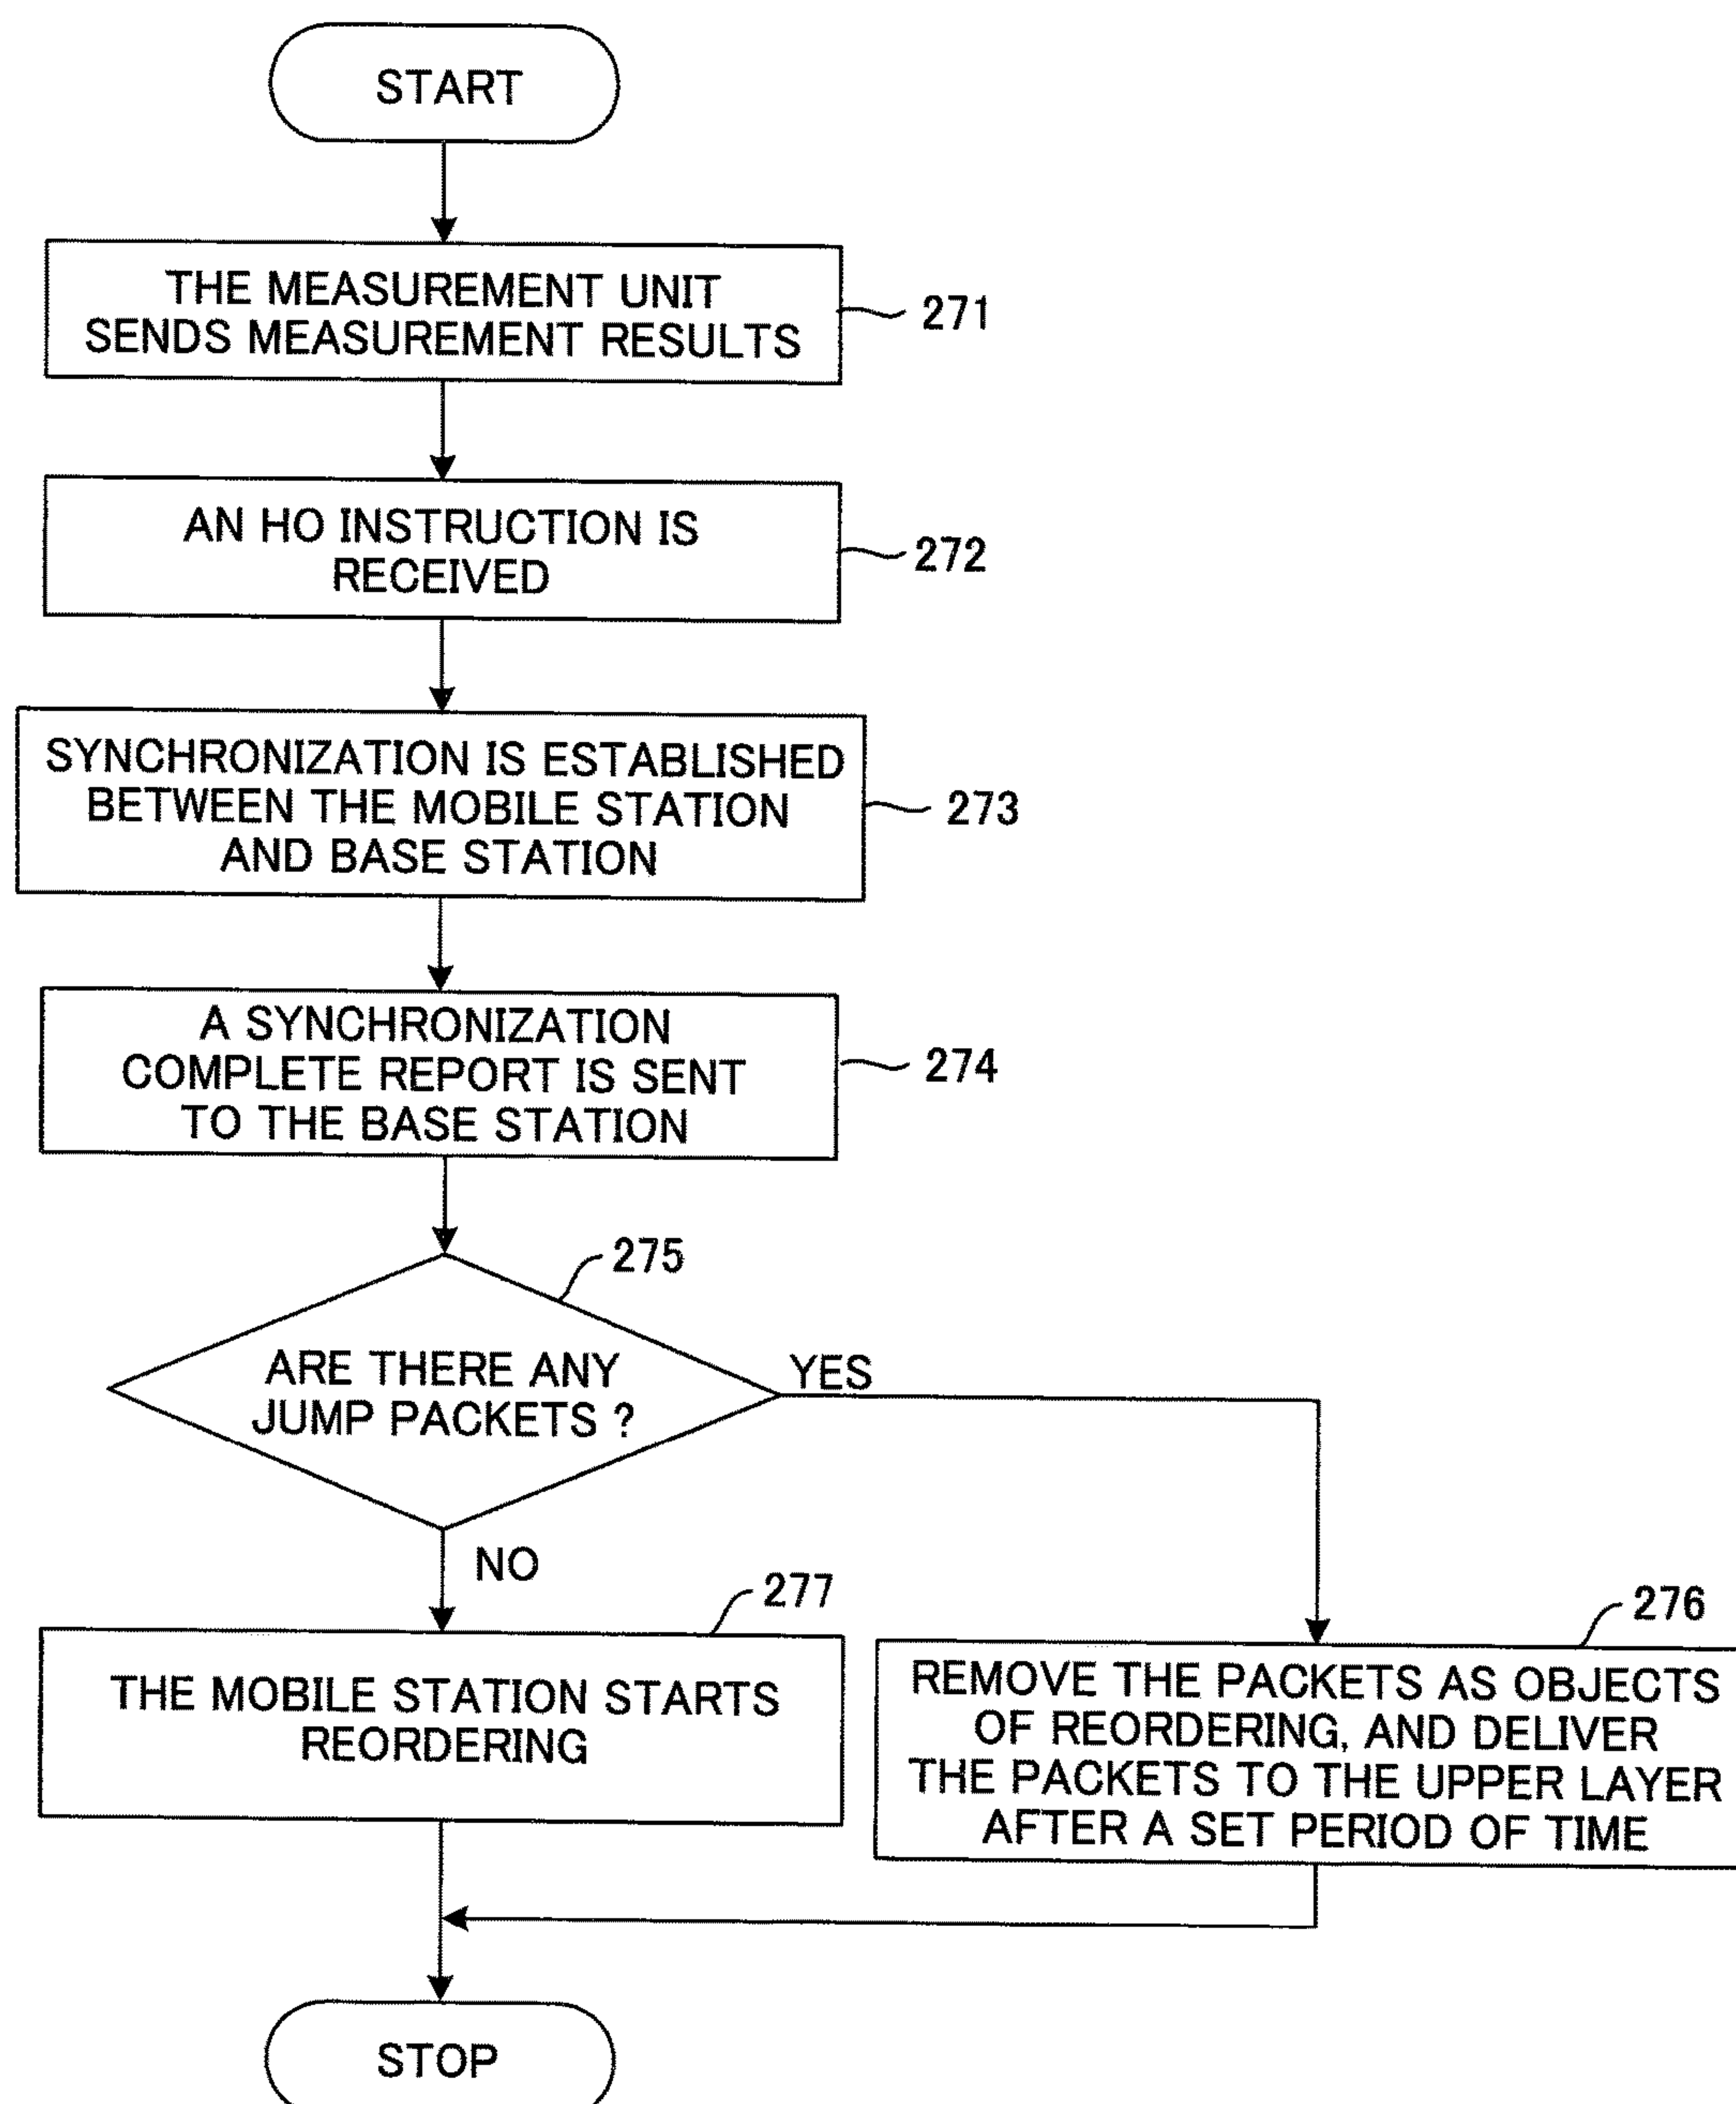 START
THE MEASUREMENT UNIT
SENDS MEASUREMENT RESULTS
271
AN HO INSTRUCTION IS
RECEIVED
272
SYNCHRONIZATION IS ESTABLISHED
BETWEEN THE MOBILE STATION
AND BASE STATION
273
A SYNCHRONIZATION
COMPLETE REPORT IS SENT
TO THE BASE STATION
274
275
ARE THERE ANY
JUMP PACKETS ?
YES
NO
277
THE MOBILE STATION STARTS
REORDERING
276
REMOVE THE PACKETS AS OBJECTS
OF REORDERING, AND DELIVER
THE PACKETS TO THE UPPER LAYER
AFTER A SET PERIOD OF TIME
STOP